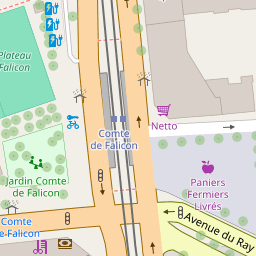 Plateau
Falicon
Netto
Comte
de Falicon
Jardin Comte
de Falicon
Paniers
Fermiers
Livrés
Comte
de Falicon
Avenue du Ray